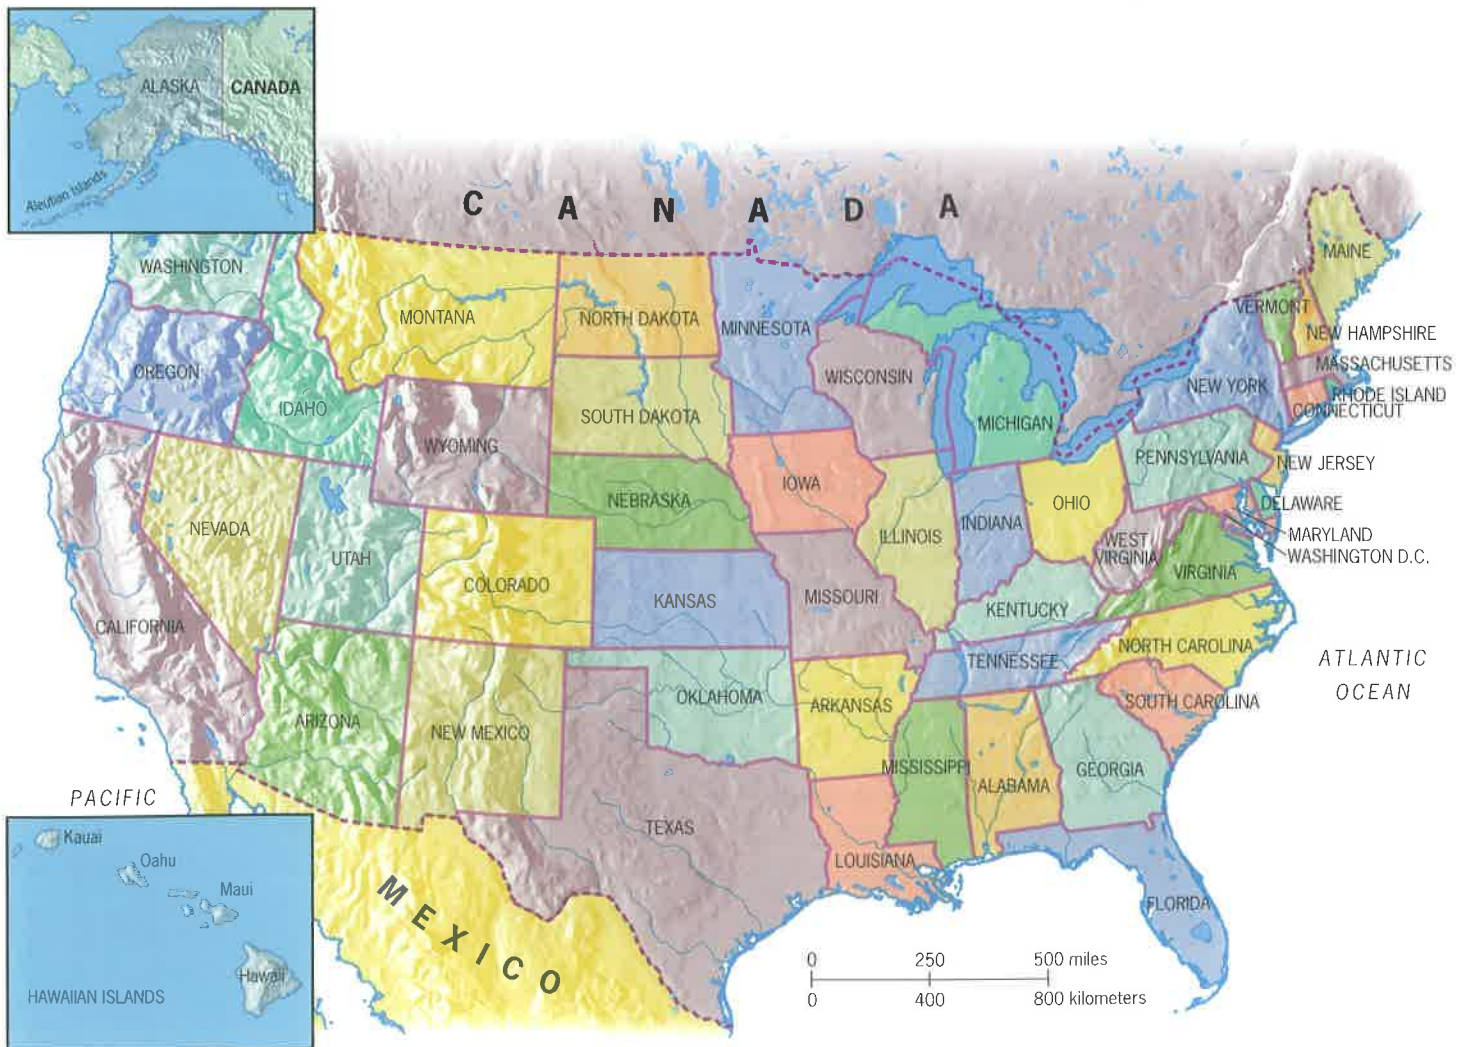 ALASKA
CANADA
Aleutian Islands
CANADA
WASHINGTON
MONTANA
NORTH DAKOTA
MINNESOTA
MAINE
VERMONT
NEW HAMPSHIRE
MASSACHUSETTS
RHODE ISLAND
CONNECTICUT
OREGON
IDAHO
WYOMING
SOUTH DAKOTA
WISCONSIN
MICHIGAN
NEW YORK
PENNSYLVANIA
NEW JERSEY
DELAWARE
MARYLAND
WASHINGTON D.C.
NEVADA
UTAH
COLORADO
NEBRASKA
IOWA
ILLINOIS
INDIANA
OHIO
WEST
VIRGINIA
VIRGINIA
CALIFORNIA
KANSAS
MISSOURI
KENTUCKY
NORTH CAROLINA
TENNESSEE
ATLANTIC
OCEAN
ARIZONA
NEW MEXICO
OKLAHOMA
ARKANSAS
SOUTH CAROLINA
MISSISSIPPI
ALABAMA
GEORGIA
PACIFIC
TEXAS
LOUISIANA
FLORIDA
MEXICO
Kauai
Oahu
Maui
Hawaii
HAWAIIAN ISLANDS
0 250 500 miles
0 400 800 kilometers